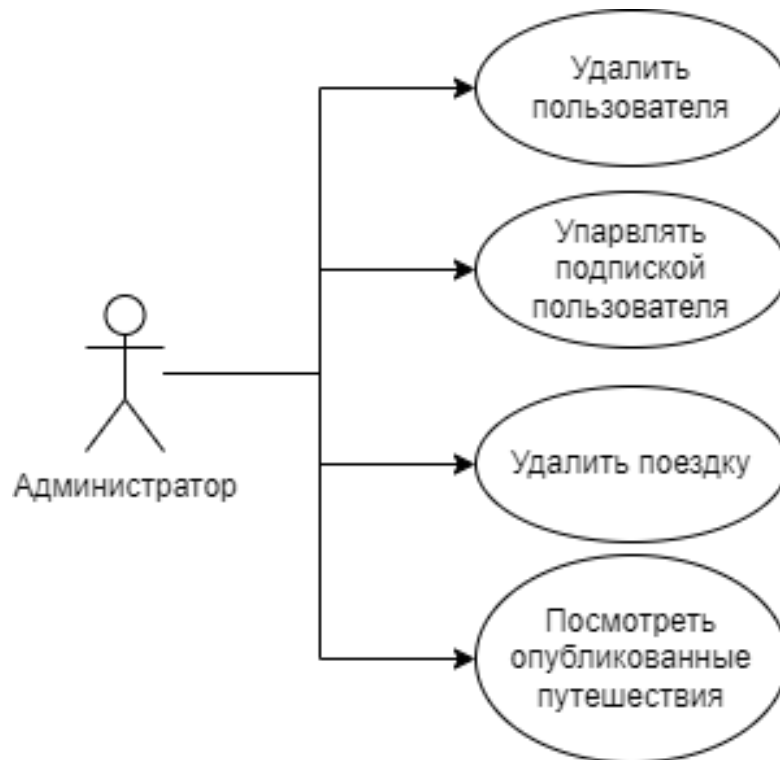 Удалить
пользователя
Упарвлять
подпиской
пользователя
Администратор
Удалить поездку
Посмотреть
опубликованные
путешествия